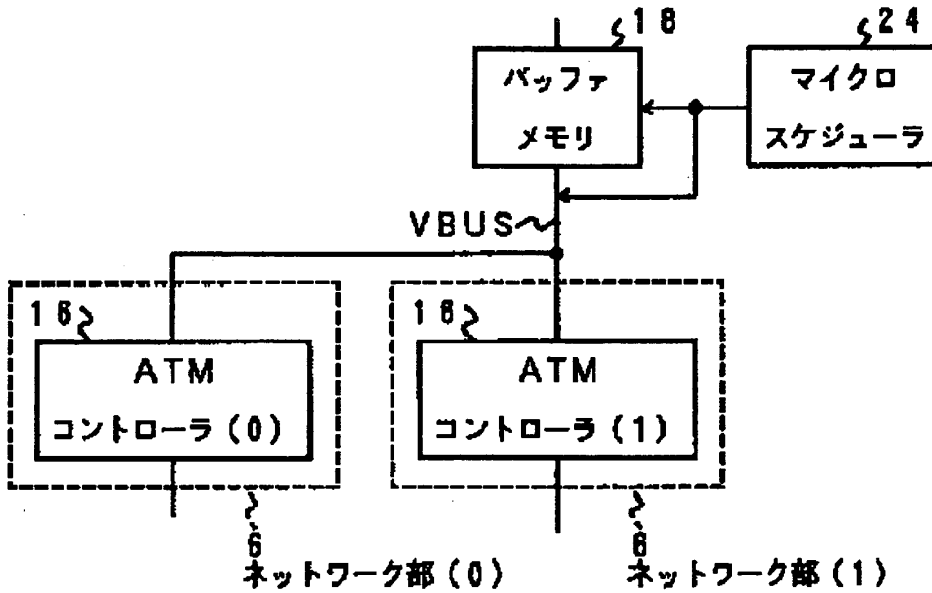 18
バッファ
メモリ
24
マイクロ
スケジューラ
VBUS
16
ATM
コントローラ(0)
16
ATM
コントローラ(1)
6
ネットワーク部(0)
6
ネットワーク部(1)